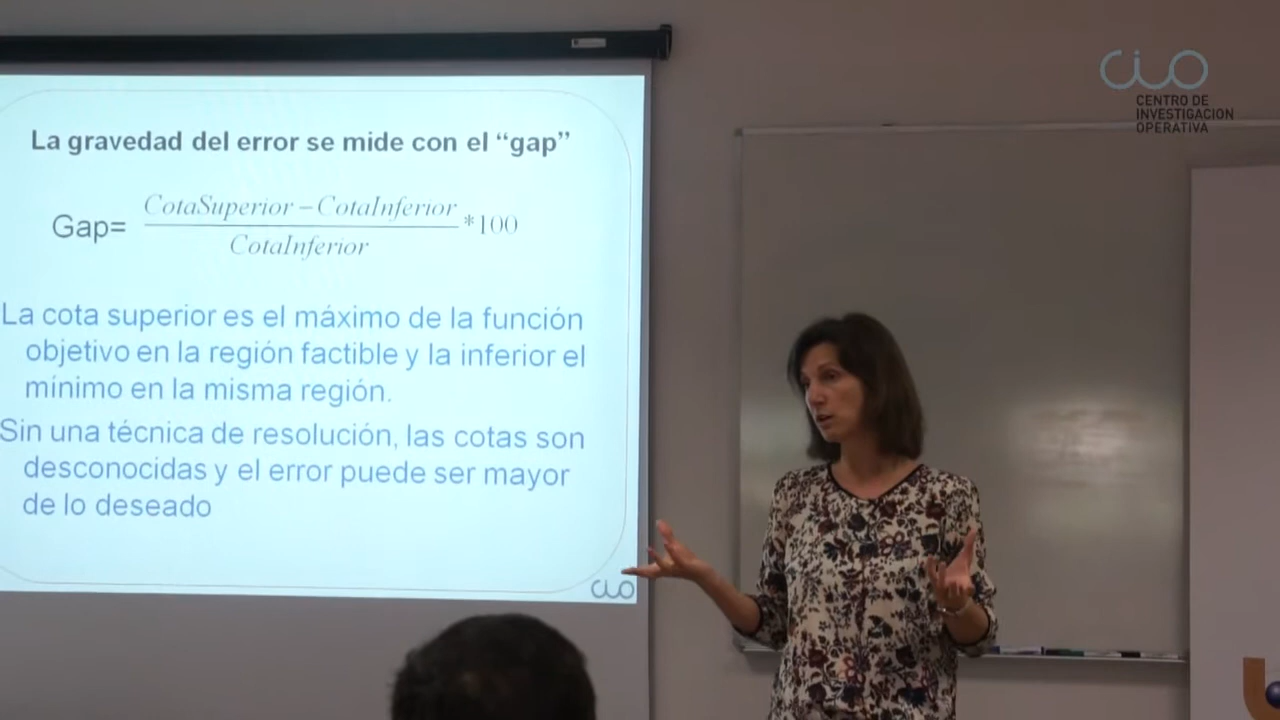 La gravedad del error se mide con el “gap”
Gap= CotaSuperior – CotaInferior
CotaInferior
*100
La cota superior es el máximo de la función
objetivo en la región factible y la inferior el
mínimo en la misma región.
Sin una técnica de resolución, las cotas son
desconocidas y el error puede ser mayor
de lo deseado
CIO
CIO
CENTRO DE
INVESTIGACION
OPERATIVA